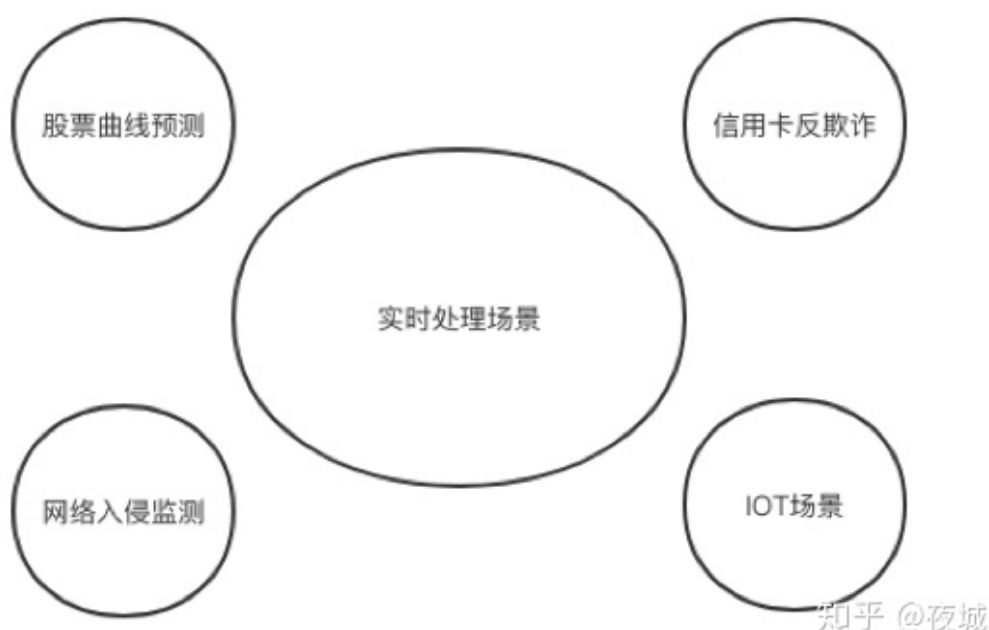 股票曲线预测
信用卡反欺诈
实时处理场景
网络入侵监测
IOT场景
知乎 @夜城